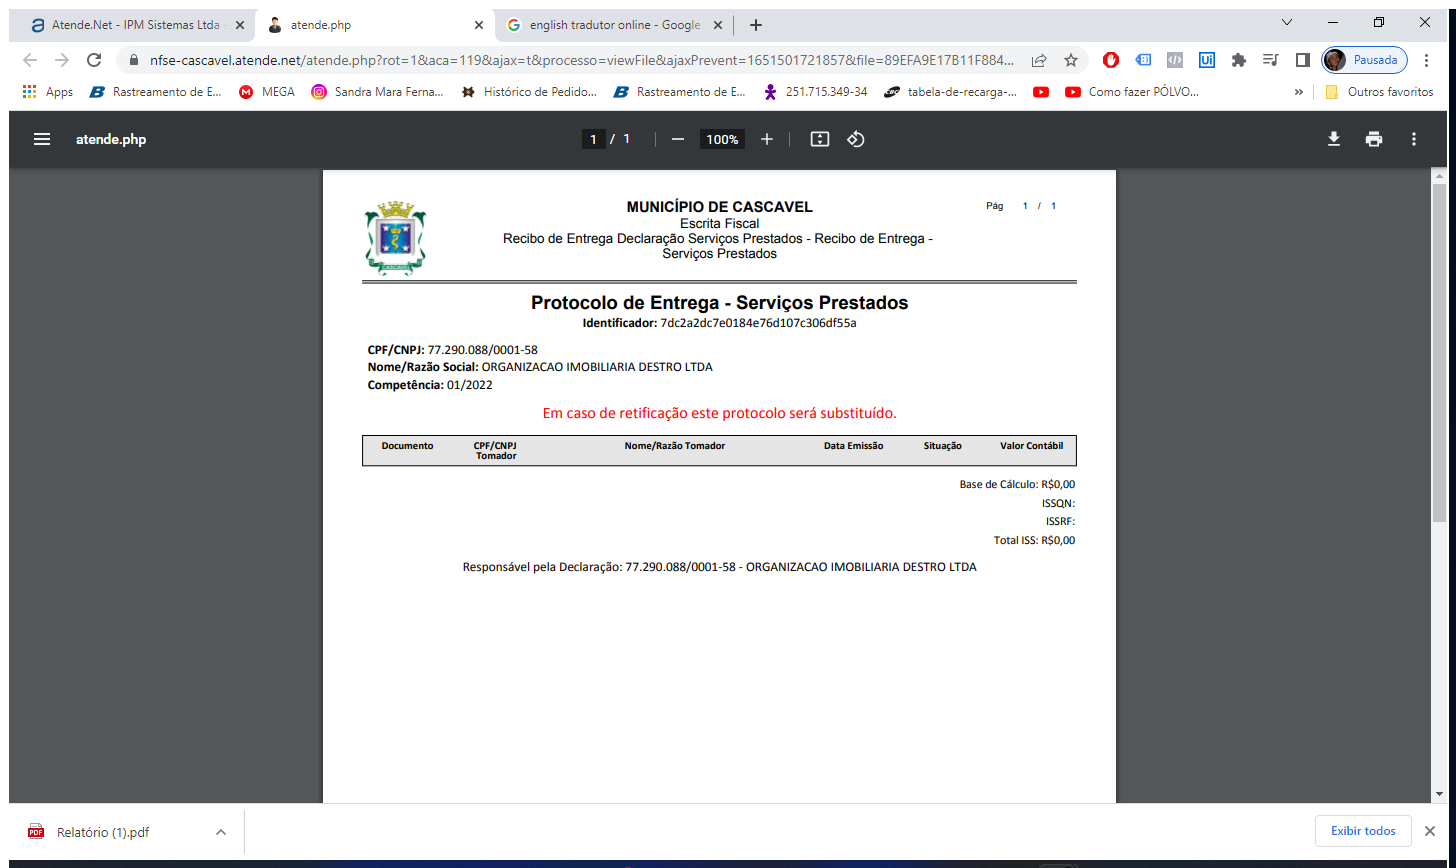 Atende.Net - IPM Sistemas Ltda -
atende.php
english tradutor online - Google
nfse-cascavel.atende.net/atende.php?rot=1&aca=119&ajax=t&processo=viewFile&ajaxPrevent=1651501721857&file=89EFA9E17B11F884...
Pausada
Apps
Rastreamento de E...
MEGA
Sandra Mara Ferna...
Histórico de Pedido...
Rastreamento de E...
251.715.349-34
tabela-de-recarga-...
Como fazer PÓLVO...
»
Outros favoritos
atende.php
1 / 1
100%
CASCAVEL
MUNICÍPIO DE CASCAVEL
Pág 1 / 1
Escrita Fiscal
Recibo de Entrega Declaração Serviços Prestados - Recibo de Entrega -
Serviços Prestados
Protocolo de Entrega - Serviços Prestados
Identificador: 7dc2a2dc7e0184e76d107c306df55a
CPF/CNPJ: 77.290.088/0001-58
Nome/Razão Social: ORGANIZACAO IMOBILIARIA DESTRO LTDA
Competência: 01/2022
Em caso de retificação este protocolo será substituído.
Documento CPF/CNPJ Nome/Razão Tomador Data Emissão Situação Valor Contábil
Tomador
Base de Cálculo: R$0,00
ISSQN:
ISSRF:
Total ISS: R$0,00
Responsável pela Declaração: 77.290.088/0001-58 - ORGANIZACAO IMOBILIARIA DESTRO LTDA
PDF
Relatório (1).pdf
Exibir todos